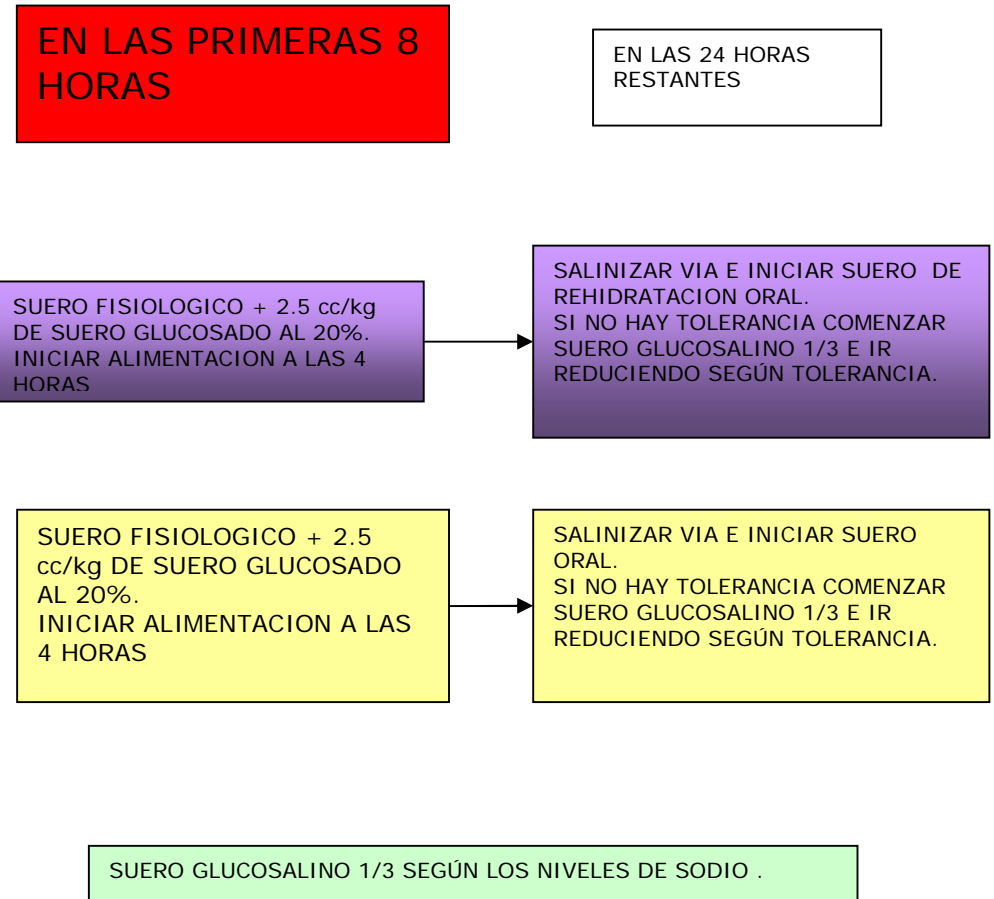 EN LAS PRIMERAS 8
HORAS
EN LAS 24 HORAS
RESTANTES
SUERO FISIOLOGICO + 2.5 cc/kg
DE SUERO GLUCOSADO AL 20%.
INICIAR ALIMENTACION A LAS 4
HORAS
SALINIZAR VIA E INICIAR SUERO DE
REHIDRATACION ORAL.
SI NO HAY TOLERANCIA COMENZAR
SUERO GLUCOSALINO 1/3 E IR
REDUCIENDO SEGÚN TOLERANCIA.
SUERO FISIOLOGICO + 2.5
cc/kg DE SUERO GLUCOSADO
AL 20%.
INICIAR ALIMENTACION A LAS
4 HORAS
SALINIZAR VIA E INICIAR SUERO
ORAL.
SI NO HAY TOLERANCIA COMENZAR
SUERO GLUCOSALINO 1/3 E IR
REDUCIENDO SEGÚN TOLERANCIA.
SUERO GLUCOSALINO 1/3 SEGÚN LOS NIVELES DE SODIO .